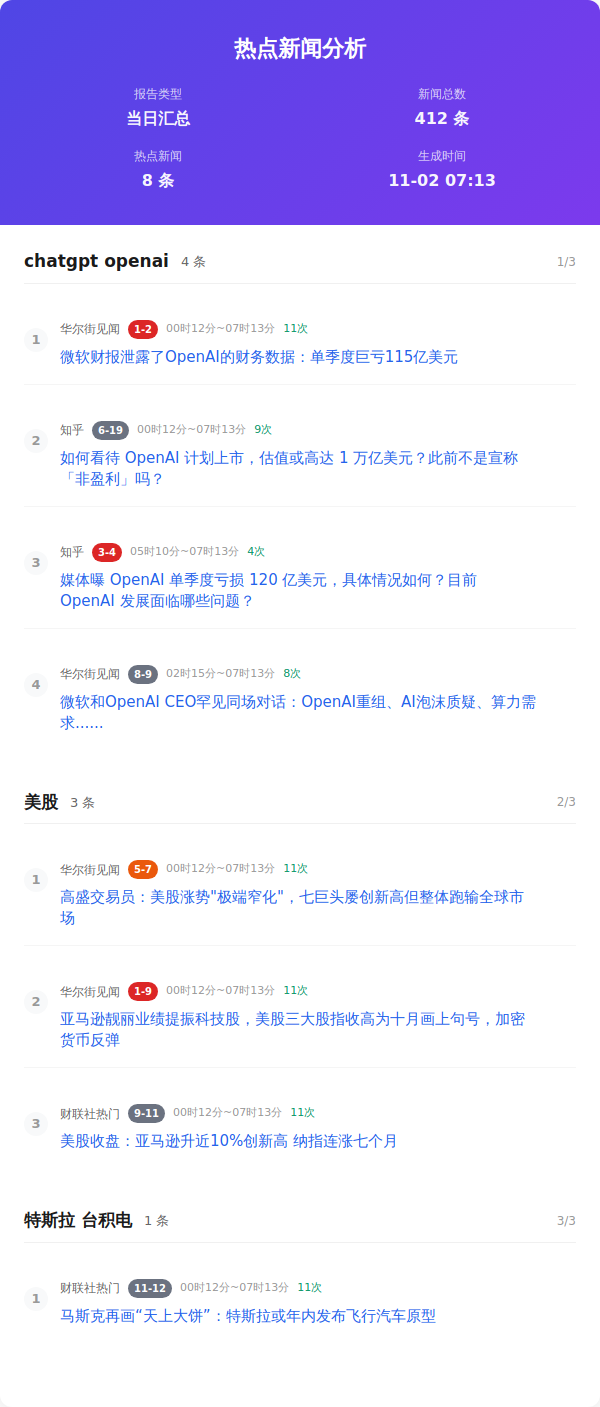 热点新闻分析
报告类型
新闻总数
当日汇总
412 条
热点新闻
生成时间
8 条
11-02 07:13
chatgpt openai 4 条 1/3
1 华尔街见闻 1-2 00时12分~07时13分 11次
微软财报泄露了OpenAI的财务数据：单季度巨亏115亿美元
2 知乎 6-19 00时12分~07时13分 9次
如何看待 OpenAI 计划上市，估值或高达 1 万亿美元？此前不是宣称
「非盈利」吗？
3 知乎 3-4 05时10分~07时13分 4次
媒体曝 OpenAI 单季度亏损 120 亿美元，具体情况如何？目前
OpenAI 发展面临哪些问题？
4 华尔街见闻 8-9 02时15分~07时13分 8次
微软和OpenAI CEO罕见同场对话：OpenAI重组、AI泡沫质疑、算力需
求……
美股 3 条 2/3
1 华尔街见闻 5-7 00时12分~07时13分 11次
高盛交易员：美股涨势"极端窄化"，七巨头屡创新高但整体跑输全球市
场
2 华尔街见闻 1-9 00时12分~07时13分 11次
亚马逊靓丽业绩提振科技股，美股三大股指收高为十月画上句号，加密
货币反弹
3 财联社热门 9-11 00时12分~07时13分 11次
美股收盘：亚马逊升近10%创新高 纳指连涨七个月
特斯拉 台积电 1 条 3/3
1 财联社热门 11-12 00时12分~07时13分 11次
马斯克再画“天上大饼”：特斯拉或年内发布飞行汽车原型